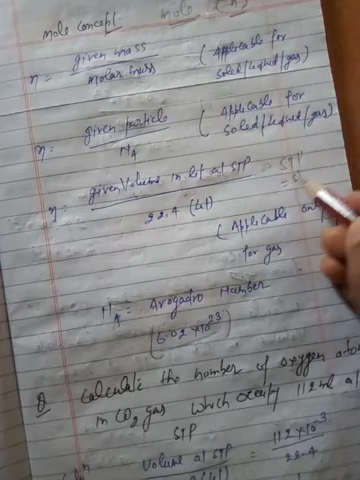 mole concept mole (n)
n = given mass / molar mass (Applicable for solid/liquid/gas)
n = given particle / NA (Applicable for solid/liquid/gas)
n = given volume in lit at STP / 22.4 (lit) STP
(Applicable only for gas
NA = Avogadro Number
(6.02 × 10^23)
Q Calculate the number of oxygen atom
in CO2 gas which occupy 112 ml at
STP
Volume at STP = 112 × 10^-3 / 22.4